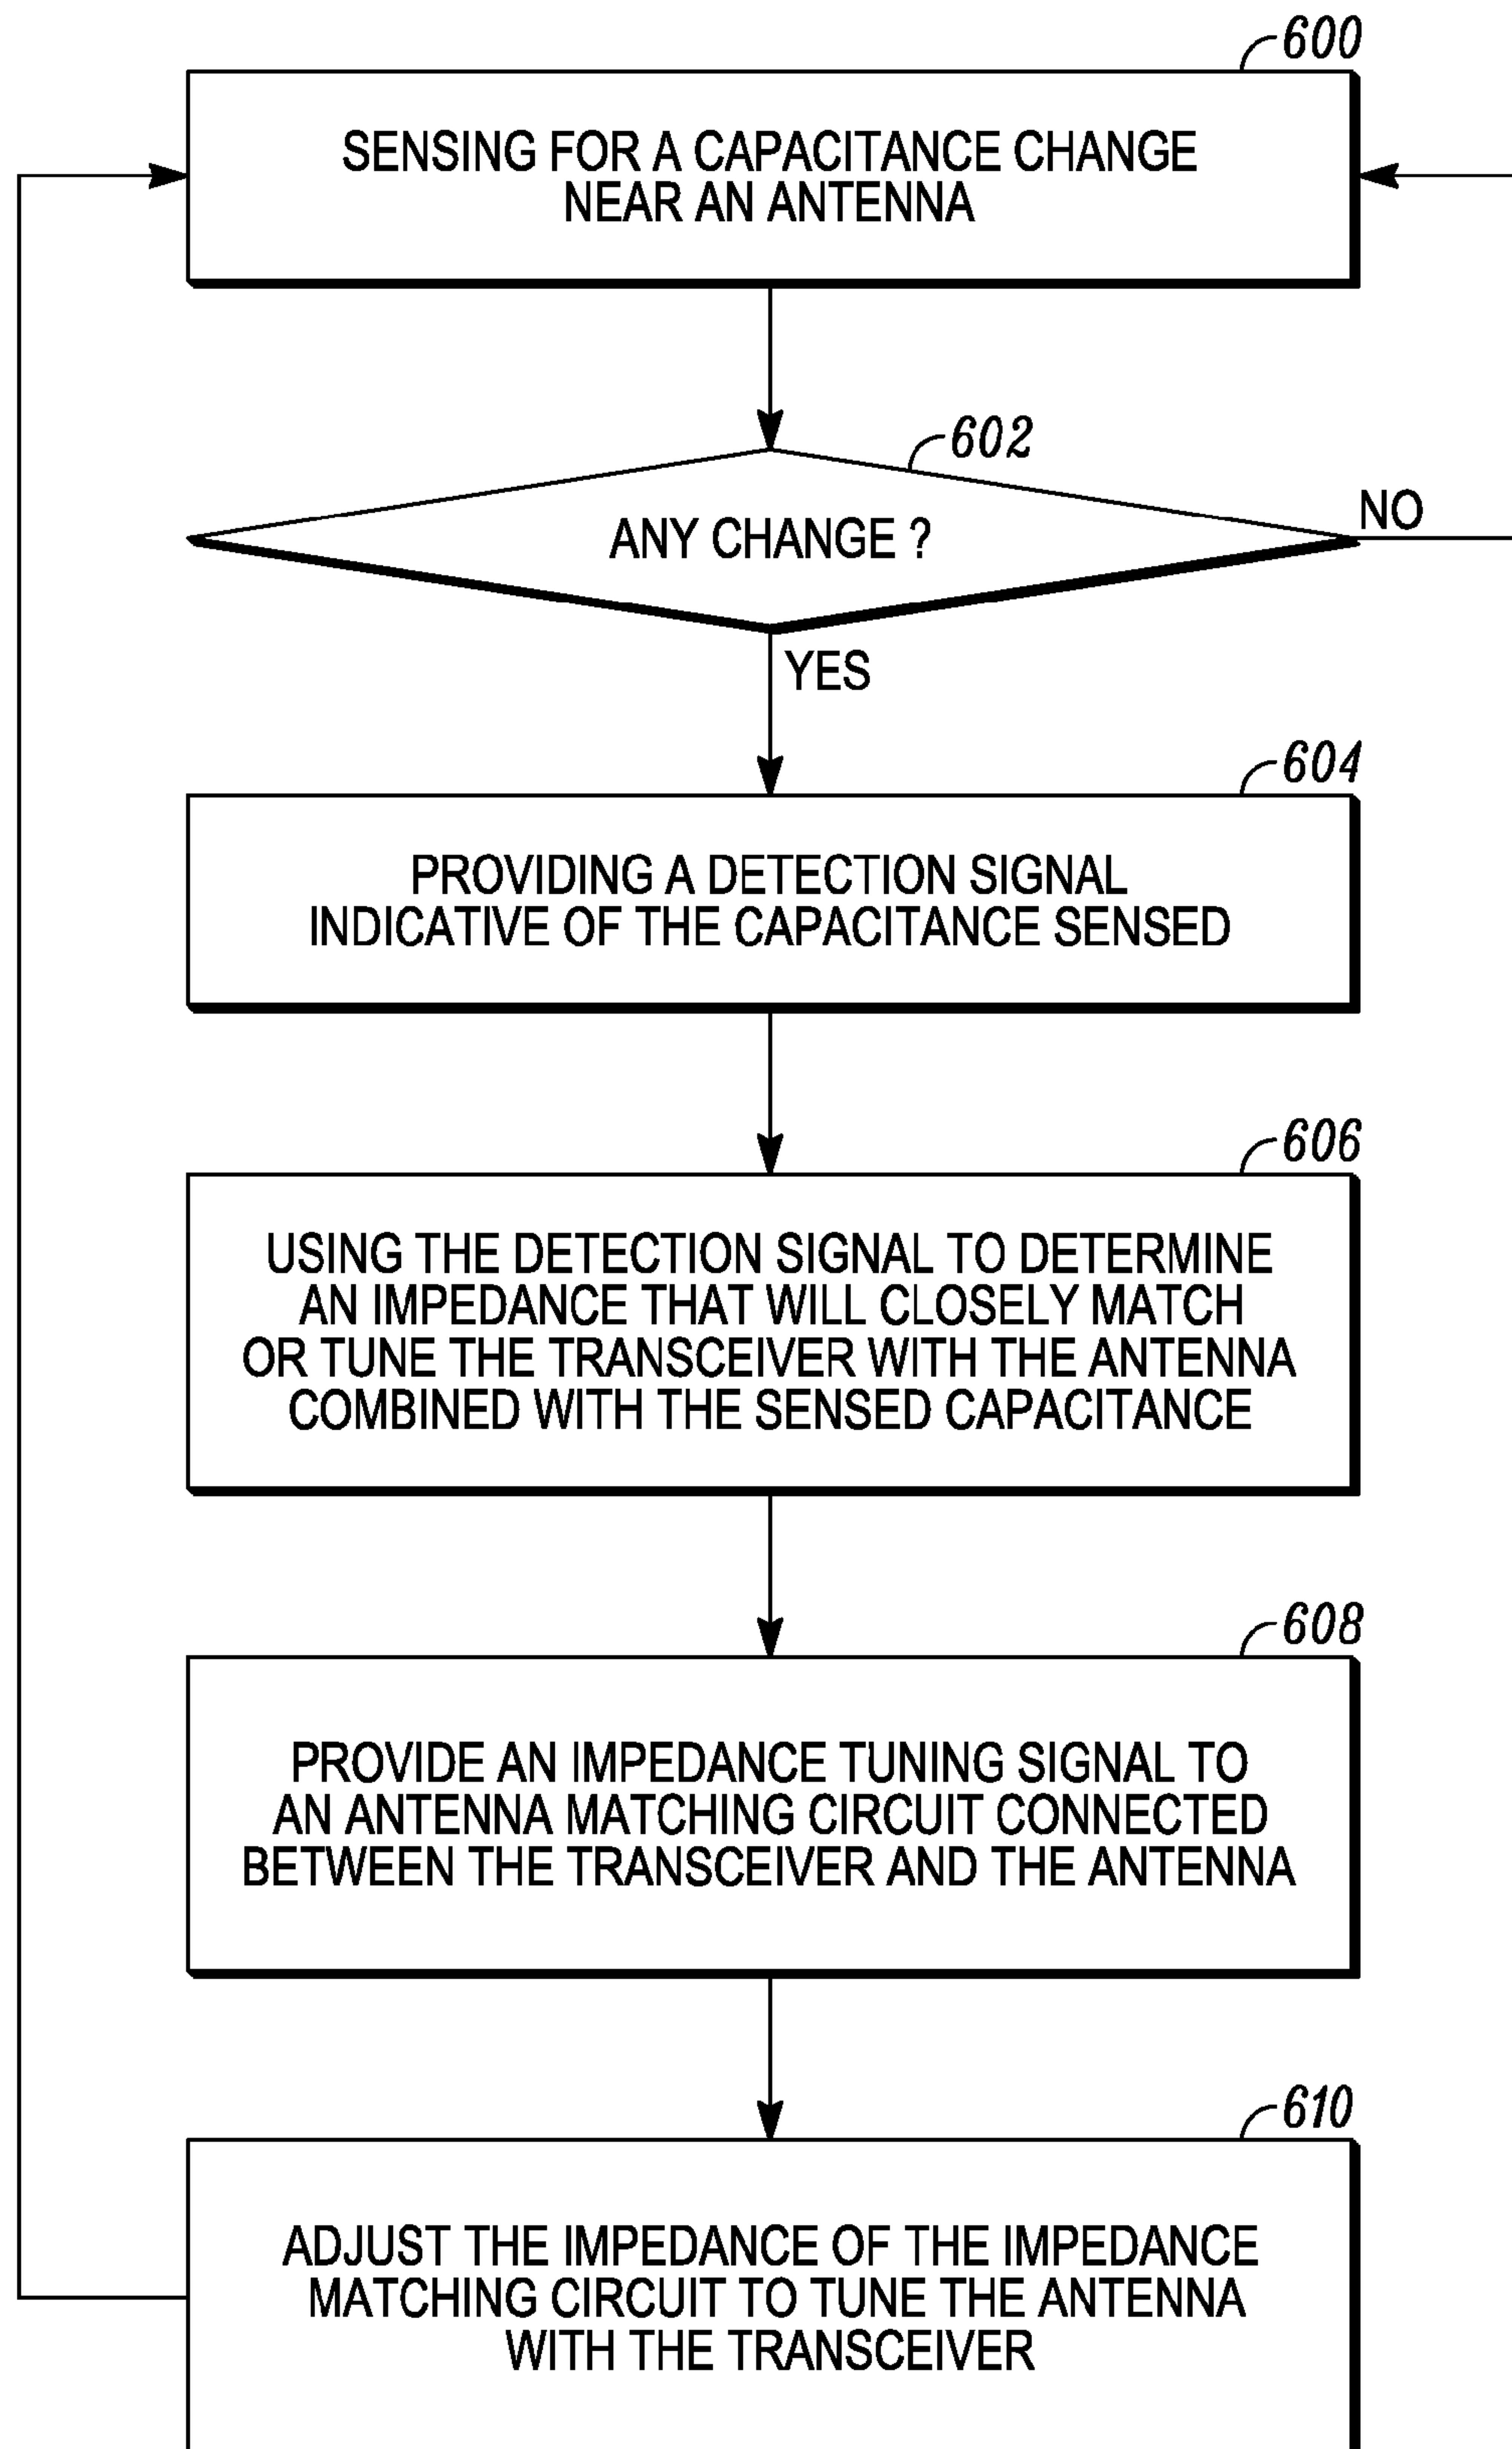 600
SENSING FOR A CAPACITANCE CHANGE
NEAR AN ANTENNA
602
ANY CHANGE ?
NO
YES
604
PROVIDING A DETECTION SIGNAL
INDICATIVE OF THE CAPACITANCE SENSED
606
USING THE DETECTION SIGNAL TO DETERMINE
AN IMPEDANCE THAT WILL CLOSELY MATCH
OR TUNE THE TRANSCEIVER WITH THE ANTENNA
COMBINED WITH THE SENSED CAPACITANCE
608
PROVIDE AN IMPEDANCE TUNING SIGNAL TO
AN ANTENNA MATCHING CIRCUIT CONNECTED
BETWEEN THE TRANSCEIVER AND THE ANTENNA
610
ADJUST THE IMPEDANCE OF THE IMPEDANCE
MATCHING CIRCUIT TO TUNE THE ANTENNA
WITH THE TRANSCEIVER